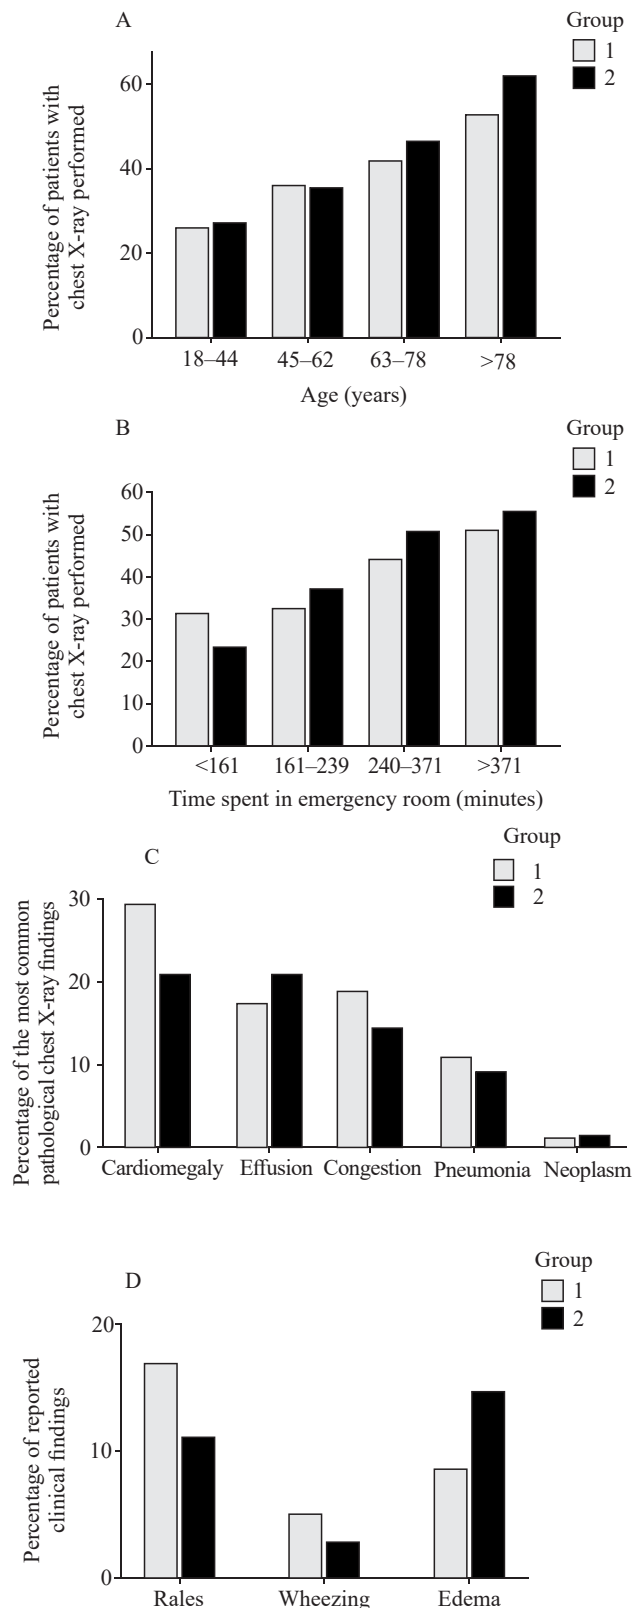 A
Group
1
2
Percentage of patients with
chest X-ray performed
60
40
20
0
18–44
45–62
63–78
>78
Age (years)
B
Group
1
2
Percentage of patients with
chest X-ray performed
60
50
40
30
20
10
0
<161
161–239
240–371
>371
Time spent in emergency room (minutes)
C
Group
1
2
Percentage of the most common
pathological chest X-ray findings
30
20
10
0
Cardiomegaly
Effusion
Congestion
Pneumonia
Neoplasm
D
Group
1
2
Percentage of reported
clinical findings
20
10
0
Rales
Wheezing
Edema